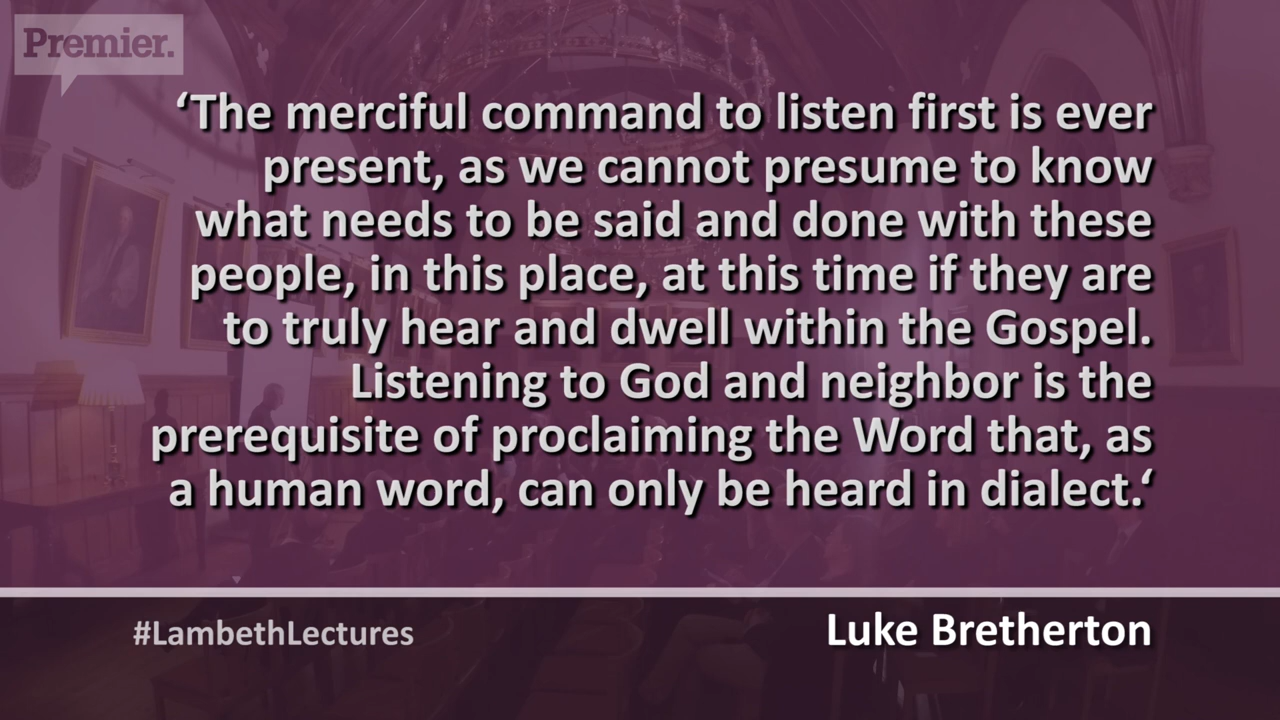 Premier.
‘The merciful command to listen first is ever
present, as we cannot presume to know
what needs to be said and done with these
people, in this place, at this time if they are
to truly hear and dwell within the Gospel.
Listening to God and neighbor is the
prerequisite of proclaiming the Word that, as
a human word, can only be heard in dialect.‘
#LambethLectures
Luke Bretherton